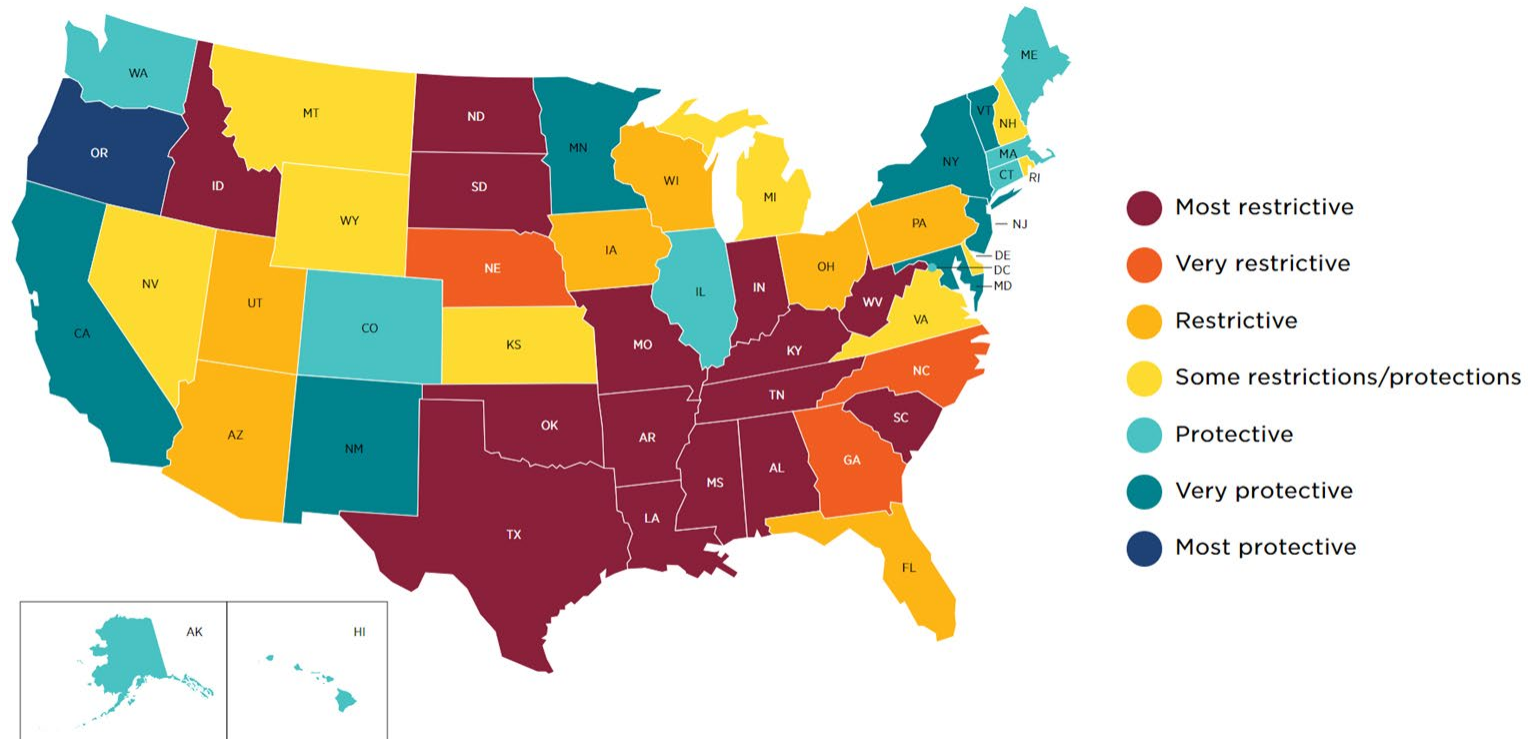 ME
WA
MT
ND
VT
NH
MN
OR
MA
NY
CT
RI
ID
SD
WI
MI
WY
PA
NJ
IA
DE
NE
OH
DC
NV
MD
UT
IL
IN
WV
CO
VA
CA
KS
MO
KY
NC
TN
SC
AZ
OK
AR
NM
GA
MS
AL
LA
TX
FL
AK
HI
Most restrictive
Very restrictive
Restrictive
Some restrictions/protections
Protective
Very protective
Most protective